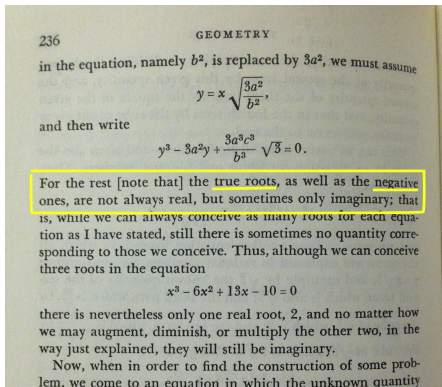 236
GEOMETRY
in the equation, namely b², is replaced by 3a², we must assume
y = x √(3a²/b²),
and then write
y³ − 3a²y + (3a³c³/b³) √3 = 0.
For the rest [note that] the true roots, as well as the negative
ones, are not always real, but sometimes only imaginary; that
is, while we can always conceive as many roots for each equa-
tion as I have stated, still there is sometimes no quantity corre-
sponding to those we conceive. Thus, although we can conceive
three roots in the equation
x³ − 6x² + 13x − 10 = 0
there is nevertheless only one real root, 2, and no matter how
we may augment, diminish, or multiply the other two, in the
way just explained, they will still be imaginary.
Now, when in order to find the construction of some prob-
lem, we come to an equation in which the unknown quantity